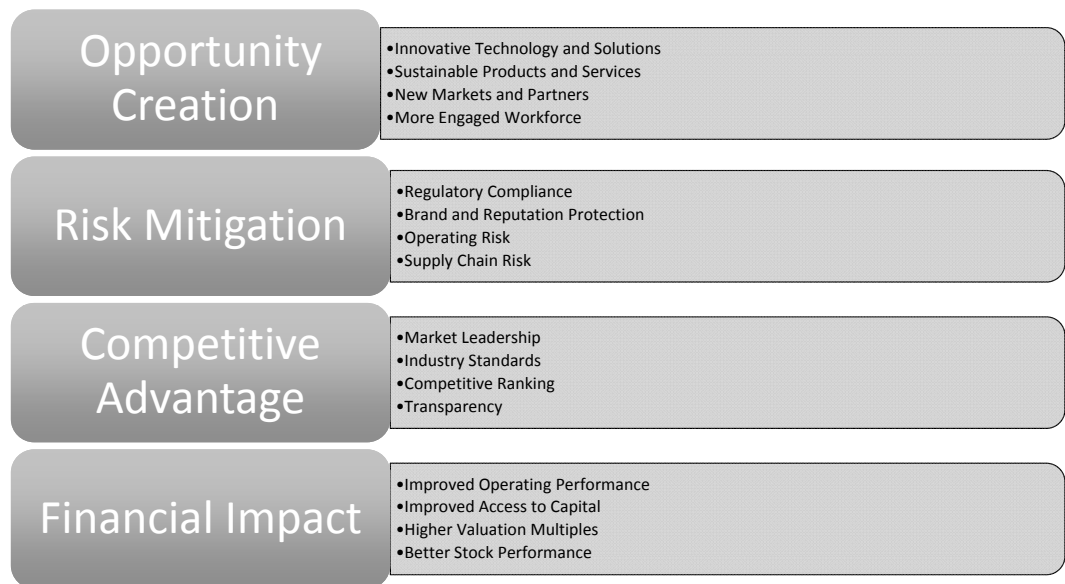 Opportunity
Creation
•Innovative Technology and Solutions
•Sustainable Products and Services
•New Markets and Partners
•More Engaged Workforce
Risk Mitigation
•Regulatory Compliance
•Brand and Reputation Protection
•Operating Risk
•Supply Chain Risk
Competitive
Advantage
•Market Leadership
•Industry Standards
•Competitive Ranking
•Transparency
Financial Impact
•Improved Operating Performance
•Improved Access to Capital
•Higher Valuation Multiples
•Better Stock Performance